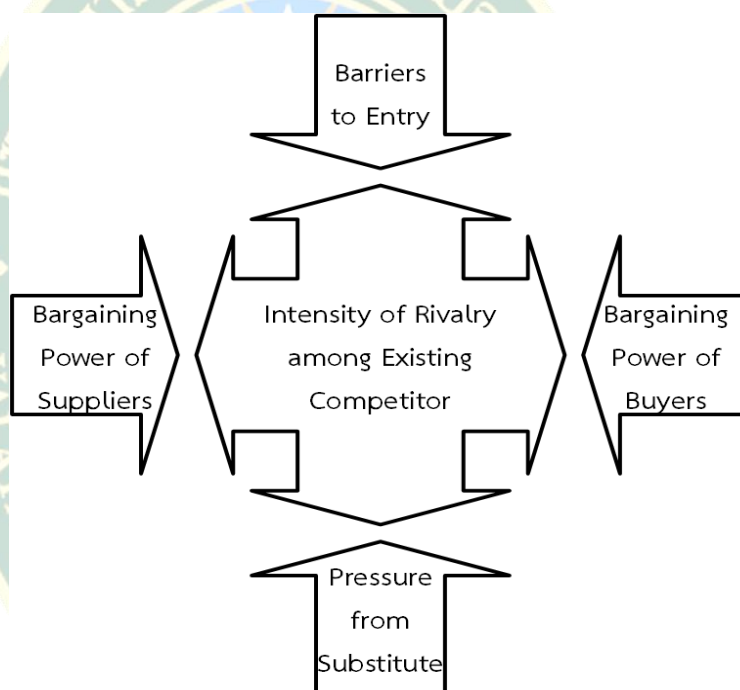 Barriers
to Entry
Bargaining
Power of
Suppliers
Intensity of Rivalry
among Existing
Competitor
Bargaining
Power of
Buyers
Pressure
from
Substitute